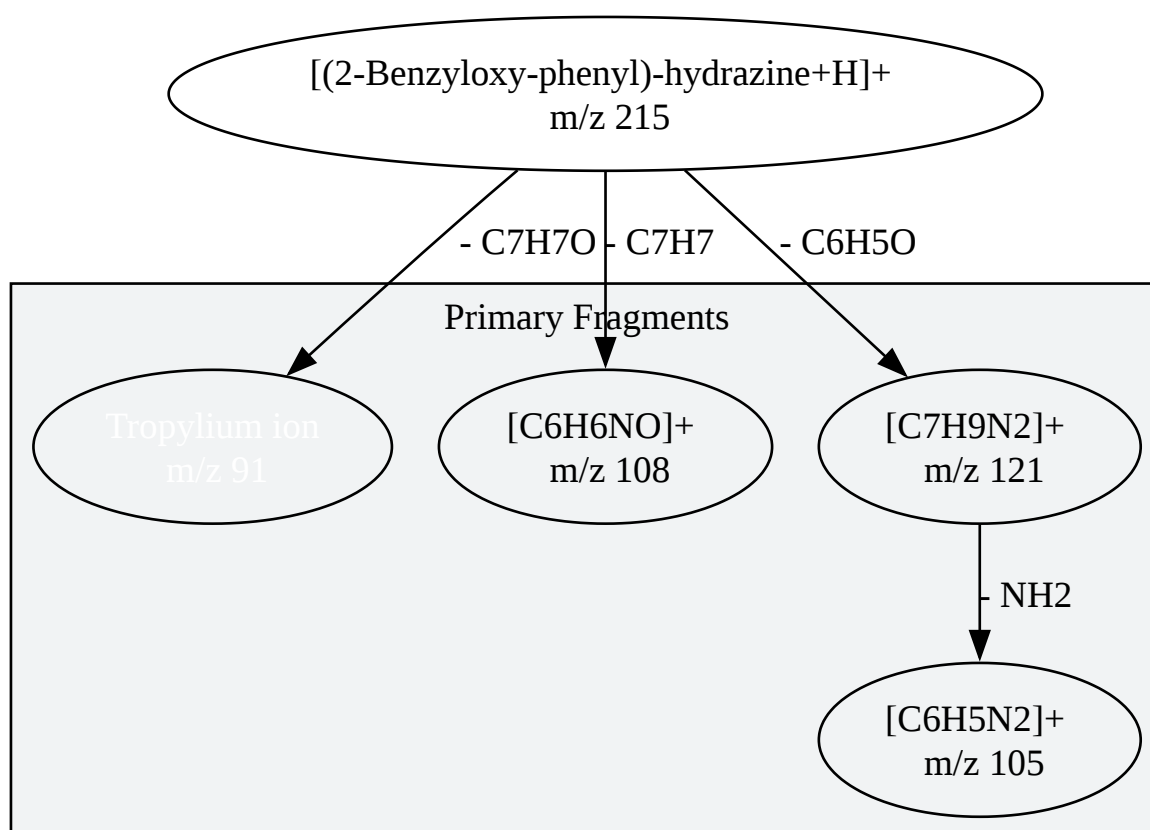 [(2-Benzyloxy-phenyl)-hydrazine+H]+
m/z 215
- C7H7O
- C7H7
- C6H5O
Primary Fragments
Tropylium ion
m/z 91
[C6H6NO]+
m/z 108
[C7H9N2]+
m/z 121
- NH2
[C6H5N2]+
m/z 105